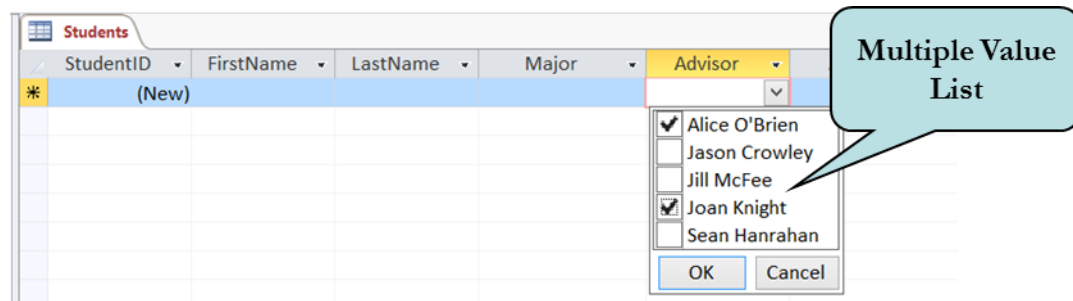 Students
StudentID FirstName LastName Major Advisor
(New)
Alice O'Brien
Jason Crowley
Jill McFee
Joan Knight
Sean Hanrahan
OK Cancel
Multiple Value
List